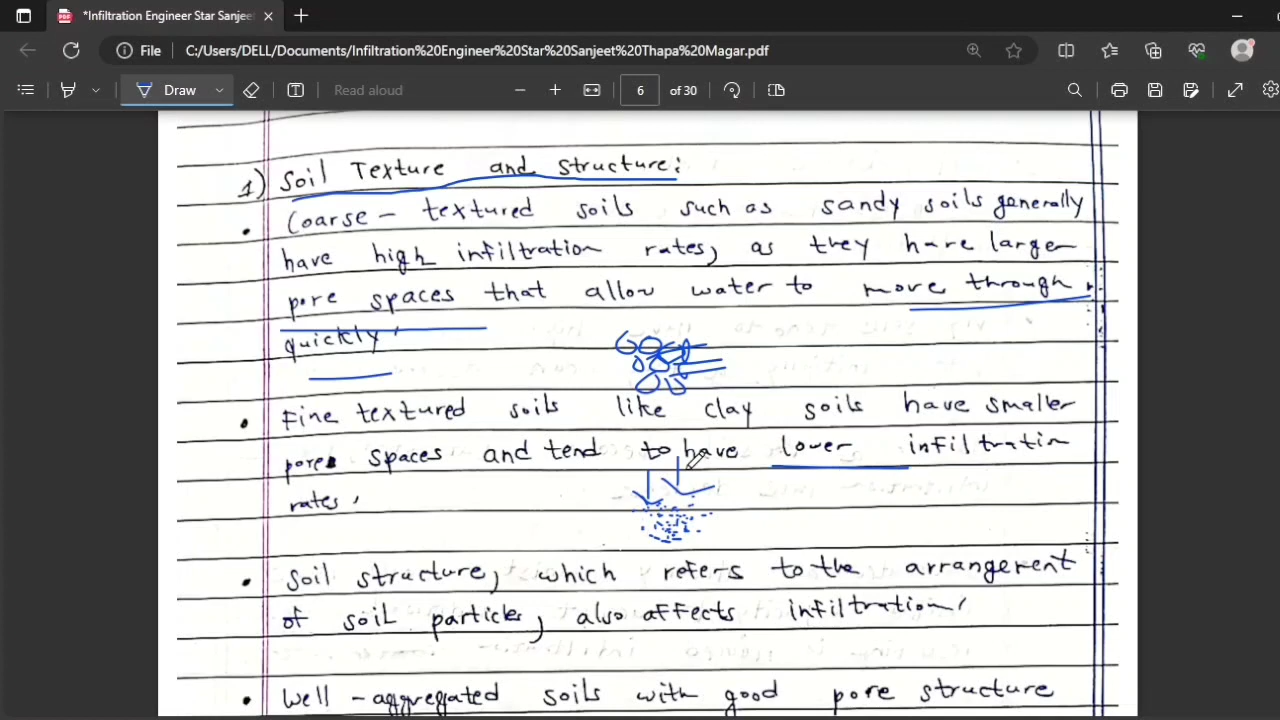 *Infiltration Engineer Star Sanjee
File C:/Users/DELL/Documents/Infiltration%20Engineer%20Star%20Sanjeet%20Thapa%20Magar.pdf
Draw Read aloud 6 of 30
1) Soil Texture and structure:
• Coarse - textured soils such as sandy soils generally
have high infiltration rates, as they have larger
pore spaces that allow water to move through
quickly.
• Fine textured soils like clay soils have smaller
pore spaces and tend to have lower infiltration
rates.
• Soil structure, which refers to the arrangement
of soil particles, also affects infiltration.
• Well - aggregated soils with good pore structure